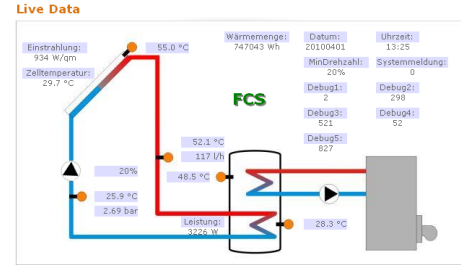 Live Data
Einstrahlung:
934 W/qm
Zelltemperatur:
29.7 °C
55.0 °C
Wärmemenge:
747043 Wh
Datum:
20100401
Uhrzeit:
13:25
MinDrehzahl:
20%
Systemmeldung:
0
Debug1:
2
Debug2:
298
FCS
Debug3:
521
Debug4:
52
Debug5:
827
52.1 °C
117 l/h
48.5 °C
20%
25.9 °C
2.69 bar
Leistung:
3226 W
28.3 °C